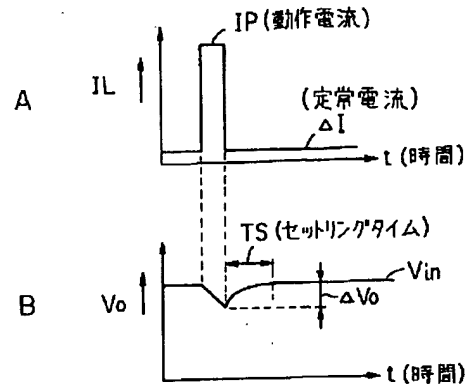 IP (動作電流)
A
IL
(定常電流)
ΔI
t (時間)
TS (セットリングタイム)
Vin
B
Vo
ΔVo
t (時間)